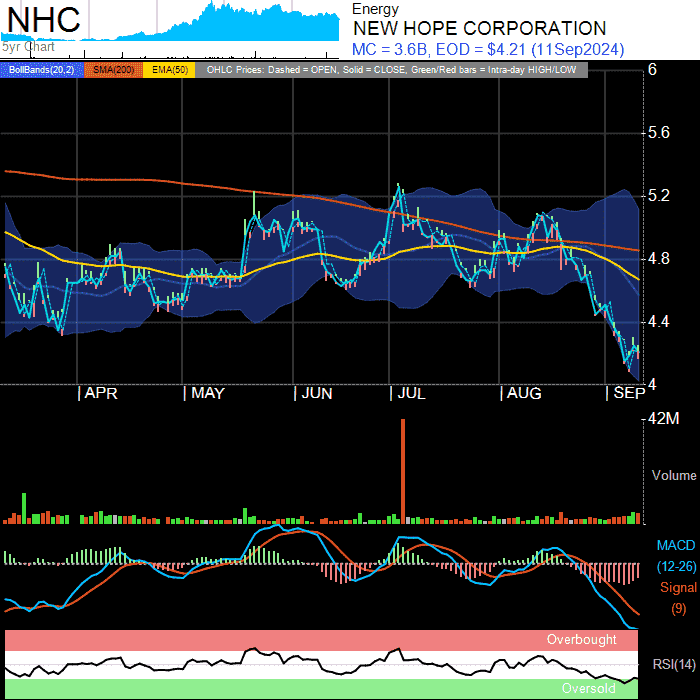 NHC
5yr Chart
Energy
NEW HOPE CORPORATION
MC = 3.6B, EOD = $4.21 (11Sep2024)
BollBands(20,2) SMA(200) EMA(50) OHLC Prices: Dashed = OPEN, Solid = CLOSE, Green/Red bars = Intra-day HIGH/LOW
6
5.6
5.2
4.8
4.4
4
APR MAY JUN JUL AUG SEP
42M
Volume
MACD
(12-26)
Signal
(9)
Overbought
RSI(14)
Oversold